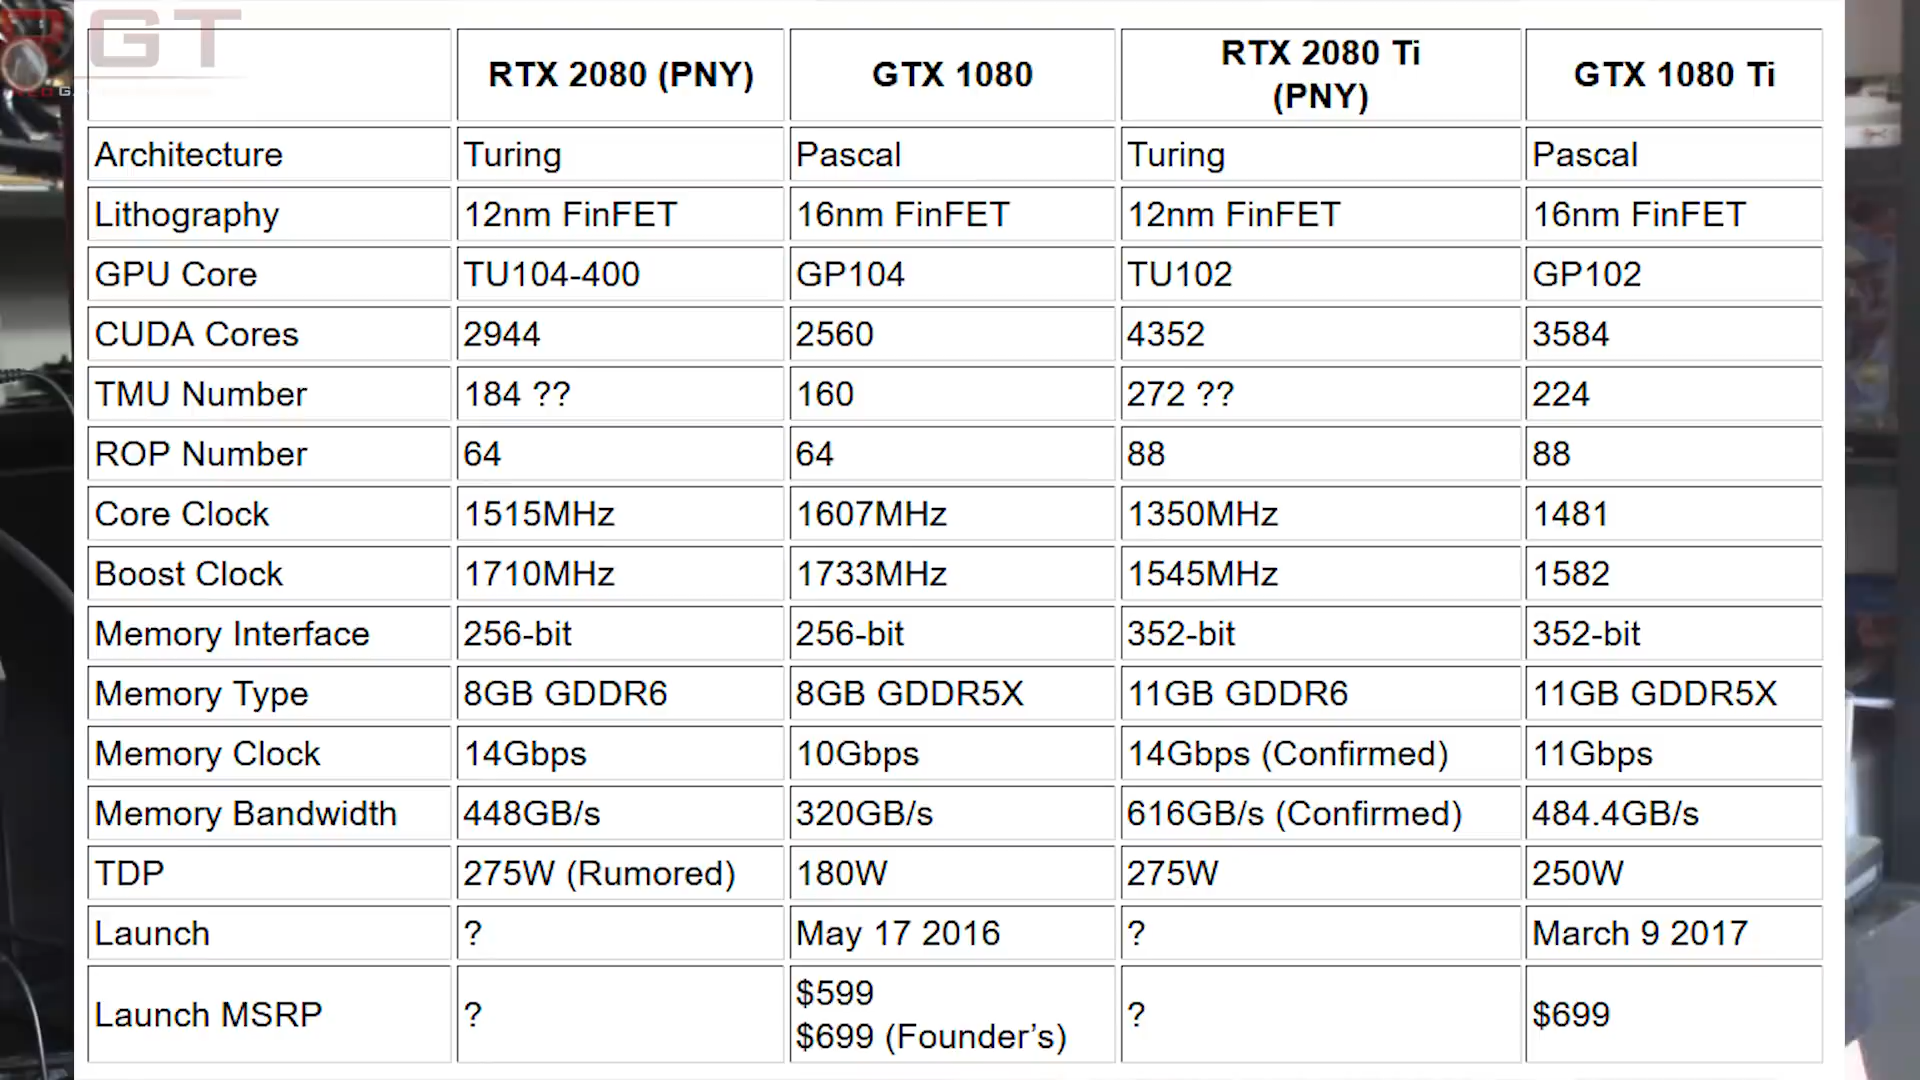 RGT
RTX 2080 (PNY) GTX 1080 RTX 2080 Ti (PNY) GTX 1080 Ti
Architecture Turing Pascal Turing Pascal
Lithography 12nm FinFET 16nm FinFET 12nm FinFET 16nm FinFET
GPU Core TU104-400 GP104 TU102 GP102
CUDA Cores 2944 2560 4352 3584
TMU Number 184 ?? 160 272 ?? 224
ROP Number 64 64 88 88
Core Clock 1515MHz 1607MHz 1350MHz 1481
Boost Clock 1710MHz 1733MHz 1545MHz 1582
Memory Interface 256-bit 256-bit 352-bit 352-bit
Memory Type 8GB GDDR6 8GB GDDR5X 11GB GDDR6 11GB GDDR5X
Memory Clock 14Gbps 10Gbps 14Gbps (Confirmed) 11Gbps
Memory Bandwidth 448GB/s 320GB/s 616GB/s (Confirmed) 484.4GB/s
TDP 275W (Rumored) 180W 275W 250W
Launch ? May 17 2016 ? March 9 2017
Launch MSRP ? $599 $699 (Founder’s) ? $699